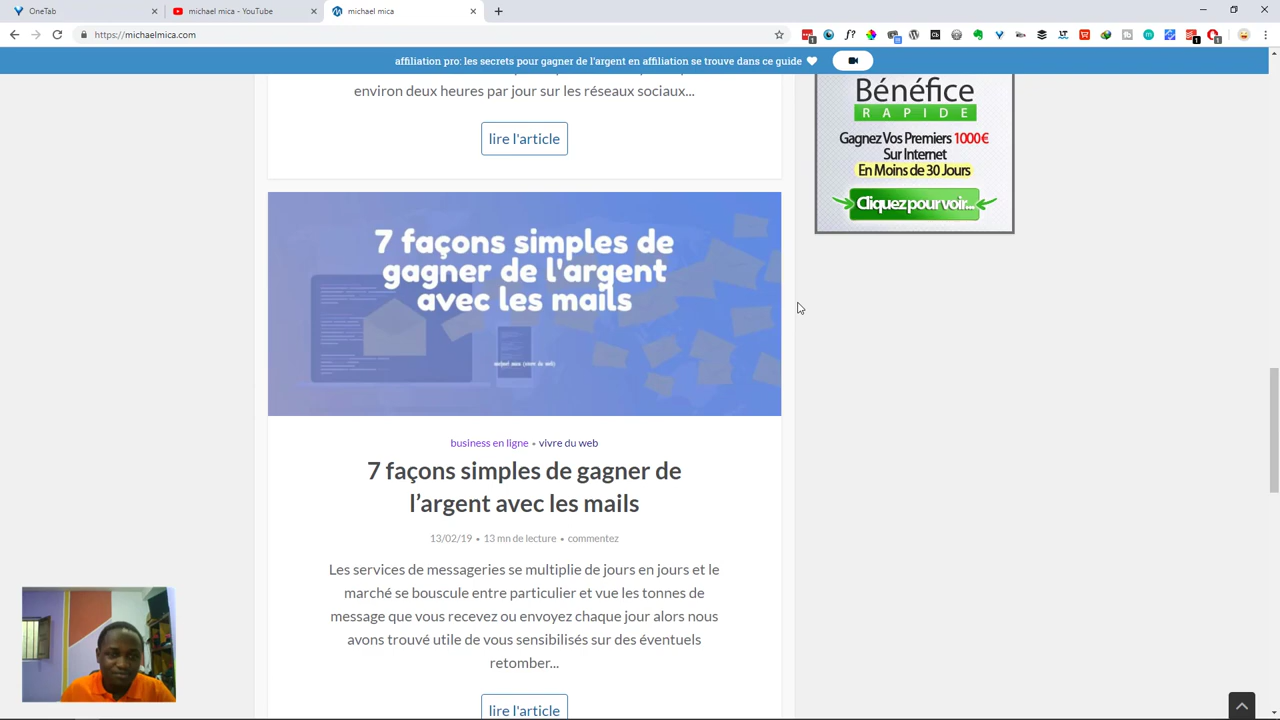 OneTab
michael mica - YouTube
michael mica
https://michaelmica.com
affiliation pro: les secrets pour gagner de l'argent en affiliation se trouve dans ce guide
environ deux heures par jour sur les réseaux sociaux...
lire l'article
Bénéfice
RAPIDE
Gagnez Vos Premiers 1000€
Sur Internet
En Moins de 30 Jours
Cliquez pour voir...
7 façons simples de
gagner de l'argent
avec les mails
business en ligne • vivre du web
7 façons simples de gagner de
l’argent avec les mails
13/02/19 • 13 mn de lecture • commentez
Les services de messageries se multiplie de jours en jours et le
marché se bouscule entre particulier et vue les tonnes de
message que vous recevez ou envoyez chaque jour alors nous
avons trouvé utile de vous sensibilisés sur des éventuels
retomber...
lire l'article